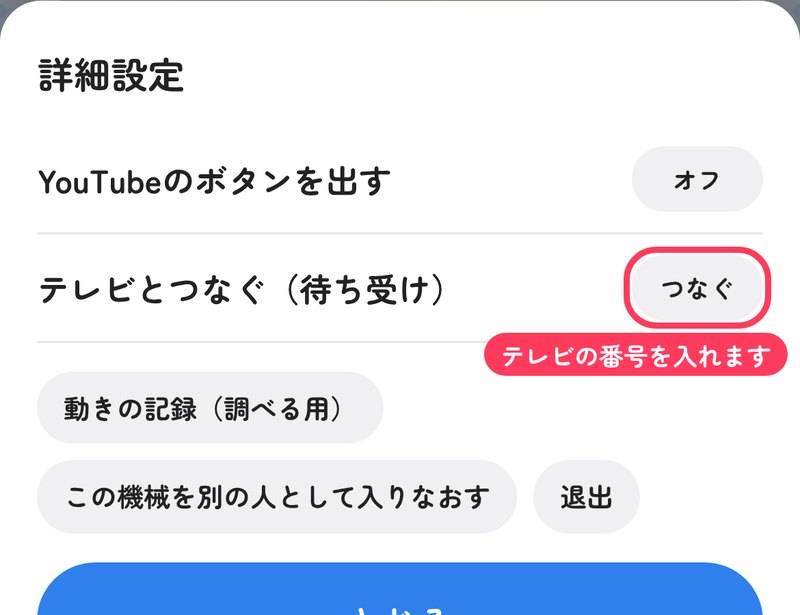 詳細設定
YouTubeのボタンを出す
オフ
テレビとつなぐ（待ち受け）
つなぐ
テレビの番号を入れます
動きの記録（調べる用）
この機械を別の人として入りなおす
退出